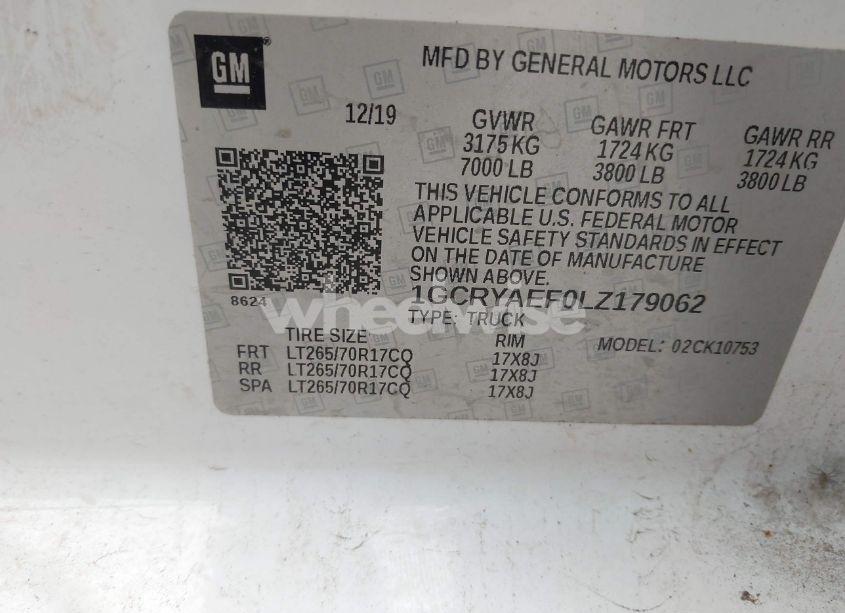 GM
MFD BY GENERAL MOTORS LLC
12/19
GVWR GAWR FRT GAWR RR
3175 KG 1724 KG 1724 KG
7000 LB 3800 LB 3800 LB
THIS VEHICLE CONFORMS TO ALL
APPLICABLE U.S. FEDERAL MOTOR
VEHICLE SAFETY STANDARDS IN EFFECT
ON THE DATE OF MANUFACTURE
SHOWN ABOVE.
8624
1GCRYAEF0LZ179062
wheelwise
TYPE: TRUCK
TIRE SIZE RIM MODEL: 02CK10753
FRT LT265/70R17CQ 17X8J
RR LT265/70R17CQ 17X8J
SPA LT265/70R17CQ 17X8J